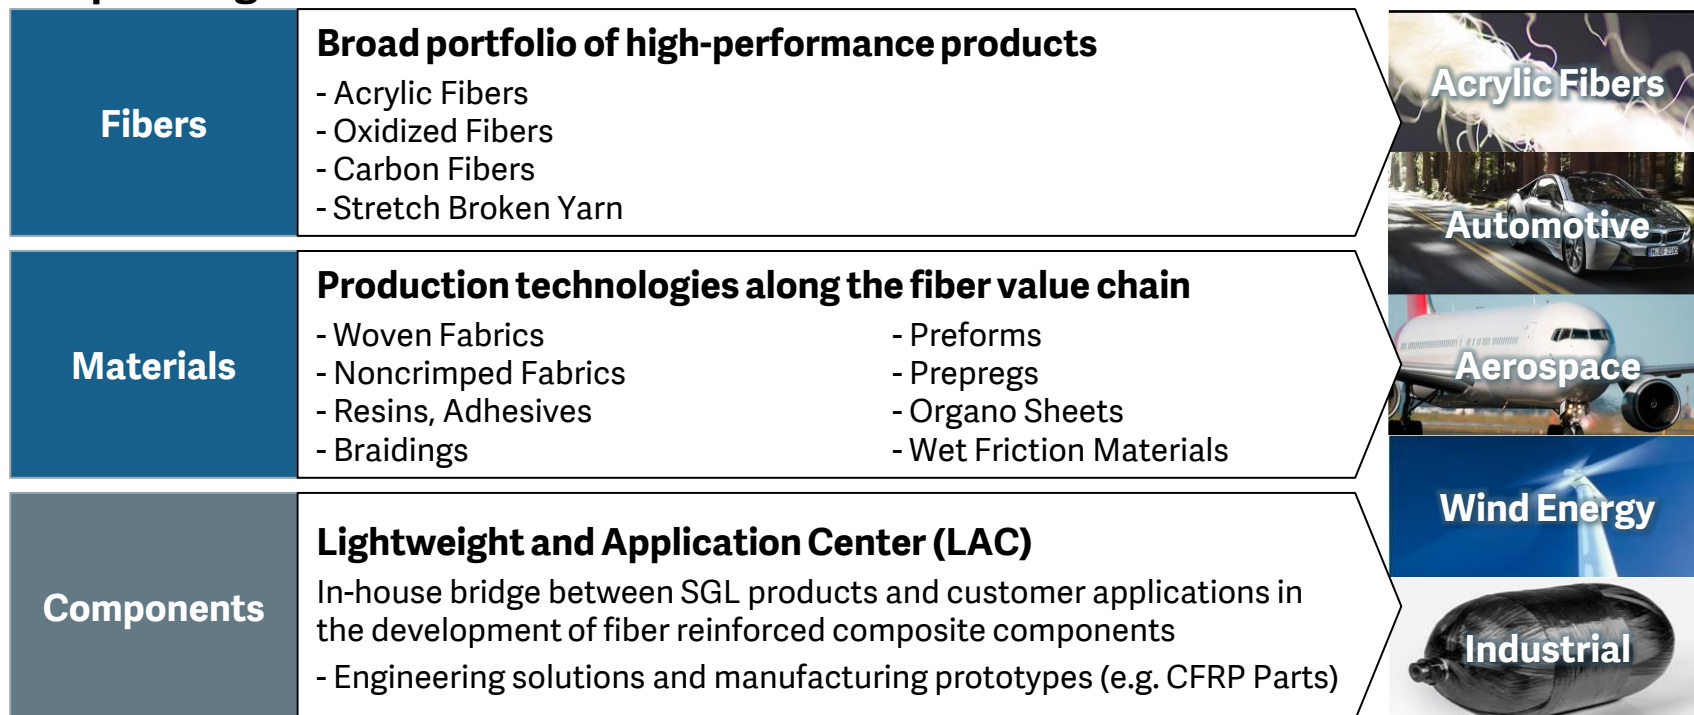 Fibers
Broad portfolio of high-performance products
- Acrylic Fibers
- Oxidized Fibers
- Carbon Fibers
- Stretch Broken Yarn
Materials
Production technologies along the fiber value chain
- Woven Fabrics
- Noncrimped Fabrics
- Resins, Adhesives
- Braidings
- Preforms
- Prepregs
- Organo Sheets
- Wet Friction Materials
Components
Lightweight and Application Center (LAC)
In-house bridge between SGL products and customer applications in
the development of fiber reinforced composite components
- Engineering solutions and manufacturing prototypes (e.g. CFRP Parts)
Acrylic Fibers
Automotive
Aerospace
Wind Energy
Industrial